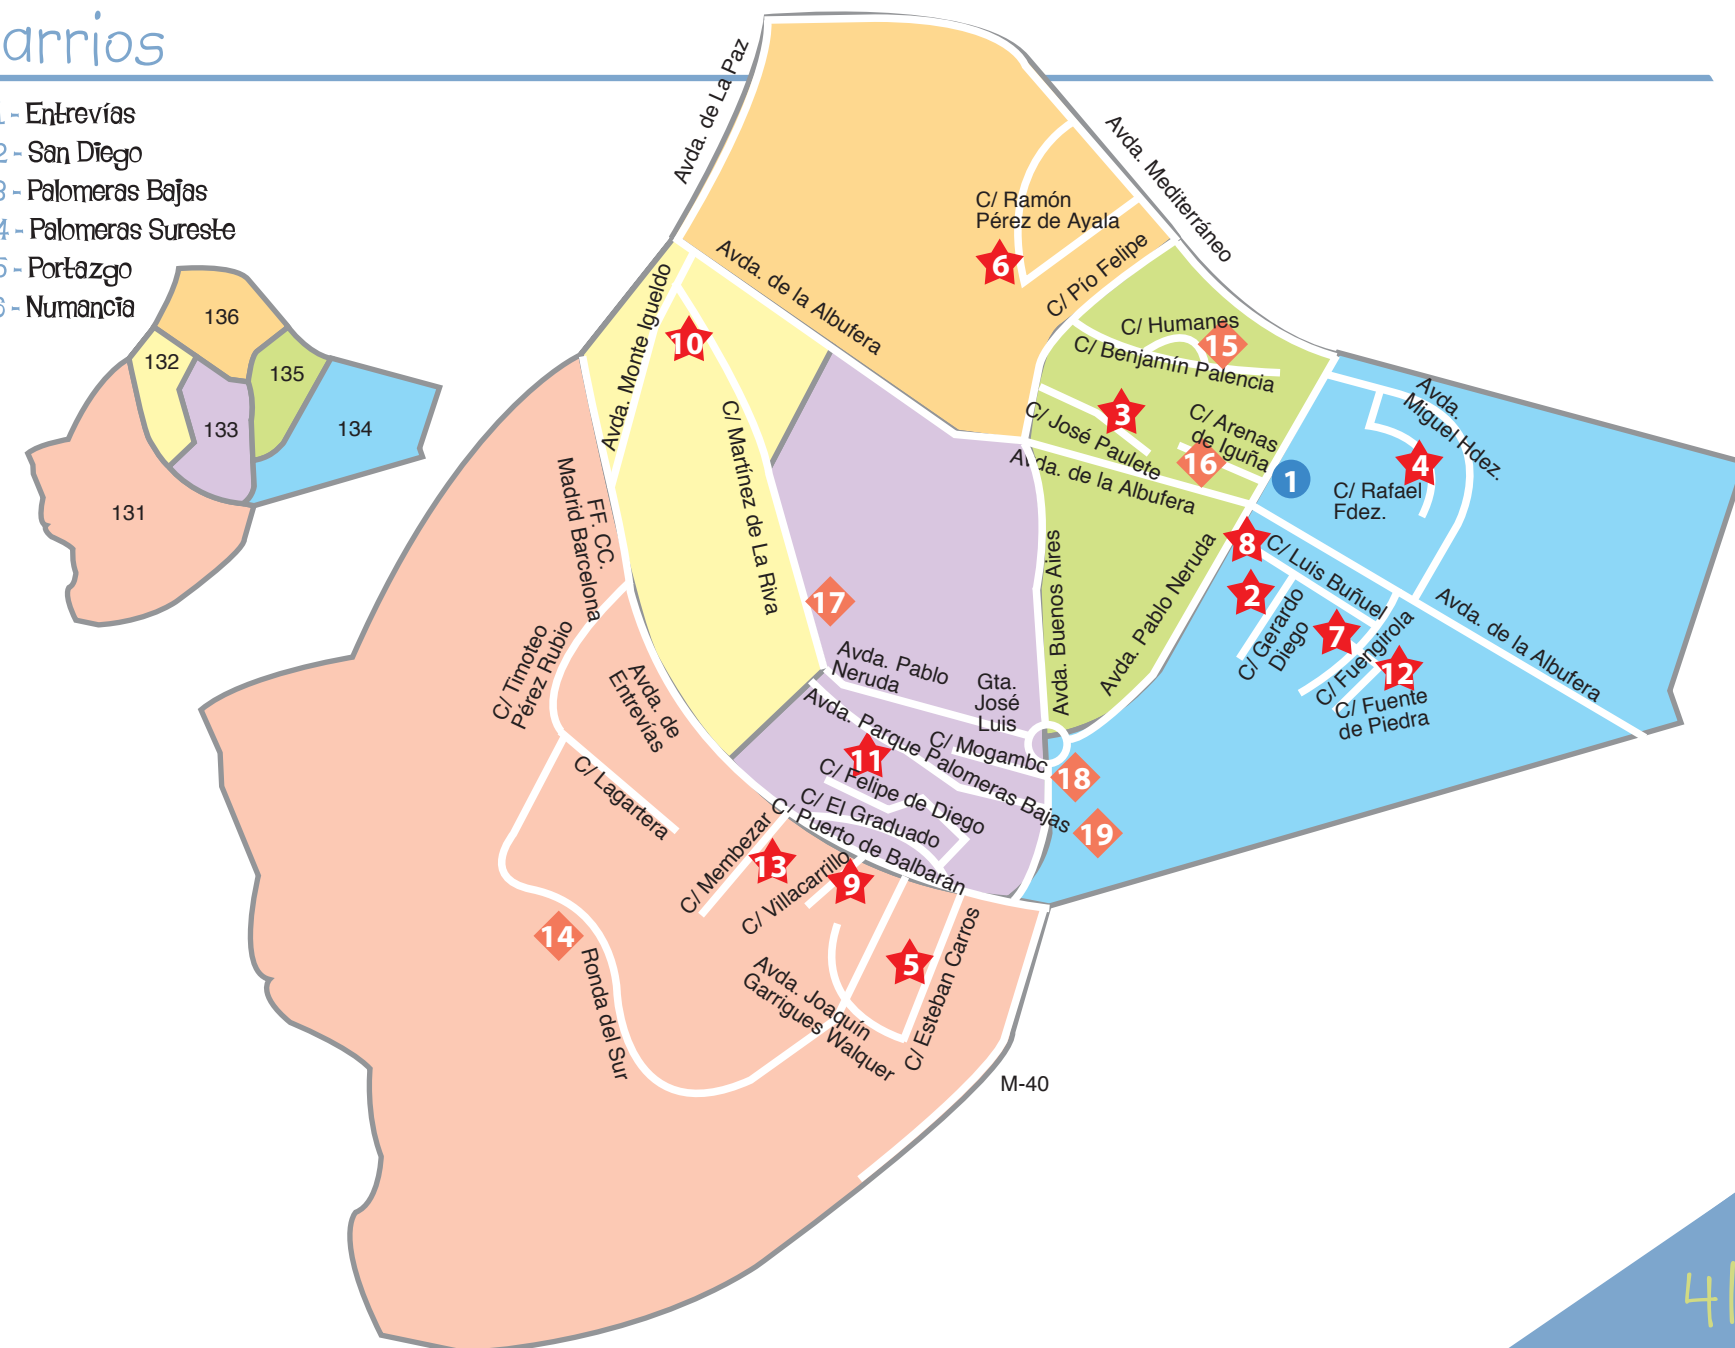 arrios
- Entrevías
2 - San Diego
3 - Palomeras Bajas
4 - Palomeras Sureste
5 - Portazgo
6 - Numancia
136
132
135
133
134
131
Avda. de La Paz
Avda. Mediterráneo
C/ Ramón
Pérez de Ayala
6
C/ Pío Felipe
Avda. de la Albufera
Avda. Monte Igueldo
10
C/ Martínez de La Riva
C/ Humanes
15
C/ Benjamín Palencia
3
C/ José Paulete
C/ Arenas
de Iguña
16
Avda. de la Albufera
1
Avda.
Miguel Hdez.
4
C/ Rafael
Fdez.
8
C/ Luis Buñuel
2
C/ Gerardo
Diego
7
C/ Fuengirola
12
C/ Fuente
de Piedra
Avda. de la Albufera
FF. CC.
Madrid Barcelona
17
Avda. Buenos Aires
Avda. Pablo Neruda
C/ Timoteo
Pérez Rubio
Avda. de
Entrevías
Avda. Pablo
Neruda
Gta.
José
Luis
Avda. Parque Palomeras Bajas
C/ Mogambo
11
18
C/ Felipe de Diego
C/ El Graduado
19
C/ Puerto de Balbarán
C/ Lagartera
C/ Membezar
13
C/ Villacarrillo
9
14
Ronda del Sur
5
Avda. Joaquín
Garrigues Walquer
C/ Esteban Carros
M-40